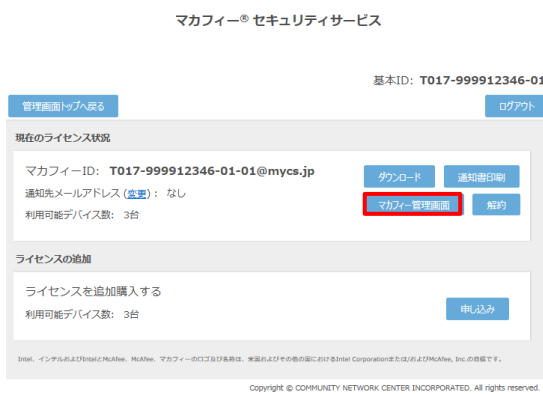 マカフィー® セキュリティサービス
基本ID: T017-999912346-01
管理画面トップへ戻る
ログアウト
現在のライセンス状況
マカフィーID: T017-999912346-01-01@mycs.jp
通知先メールアドレス (変更) : なし
利用可能デバイス数: 3台
ダウンロード
通知書印刷
マカフィー管理画面
解約
ライセンスの追加
ライセンスを追加購入する
利用可能デバイス数: 3台
申し込み
Intel、インテルおよびIntelとMcAfee、McAfee、マカフィーのロゴ及び名称は、米国およびその他の国におけるIntel Corporationまたは/およびMcAfee, Inc.の商標です。
Copyright © COMMUNITY NETWORK CENTER INCORPORATED. All rights reserved.